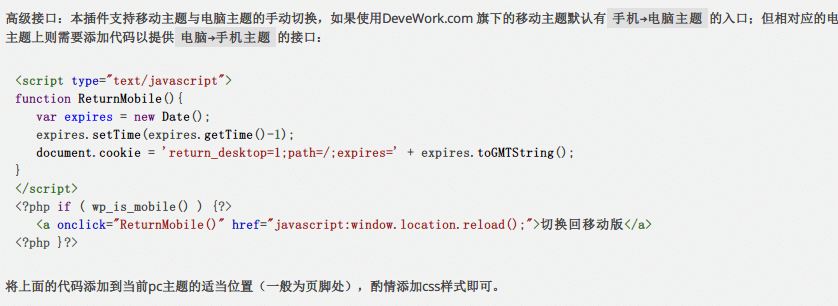 高级接口：本插件支持移动主题与电脑主题的手动切换，如果使用DeveWork.com 旗下的移动主题默认有 手机→电脑主题 的入口；但相对应的电
主题上则需要添加代码以提供 电脑→手机主题 的接口：
<script type="text/javascript">
function ReturnMobile(){
   var expires = new Date();
   expires.setTime(expires.getTime()-1);
   document.cookie = 'return_desktop=1;path=/;expires=' + expires.toGMTString();
}
</script>
<?php if ( wp_is_mobile() ) {?>
   <a onclick="ReturnMobile()" href="javascript:window.location.reload();">切换回移动版</a>
<?php }?>
将上面的代码添加到当前pc主题的适当位置（一般为页脚处），酌情添加css样式即可。